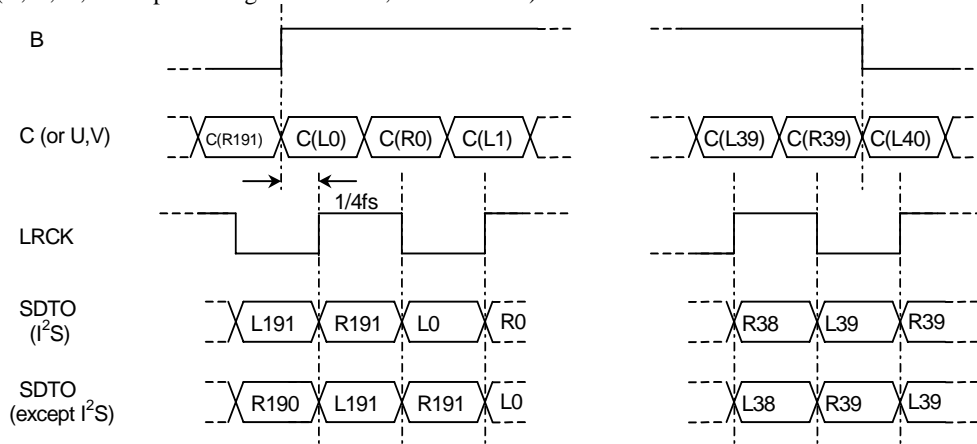 B
C (or U,V)
C(R191) C(L0) C(R0) C(L1) C(L39) C(R39) C(L40)
1/4fs
LRCK
SDTO
(I²S)
L191 R191 L0 R0 R38 L39 R39
SDTO
(except I²S)
R190 L191 R191 L0 L38 R39 L39